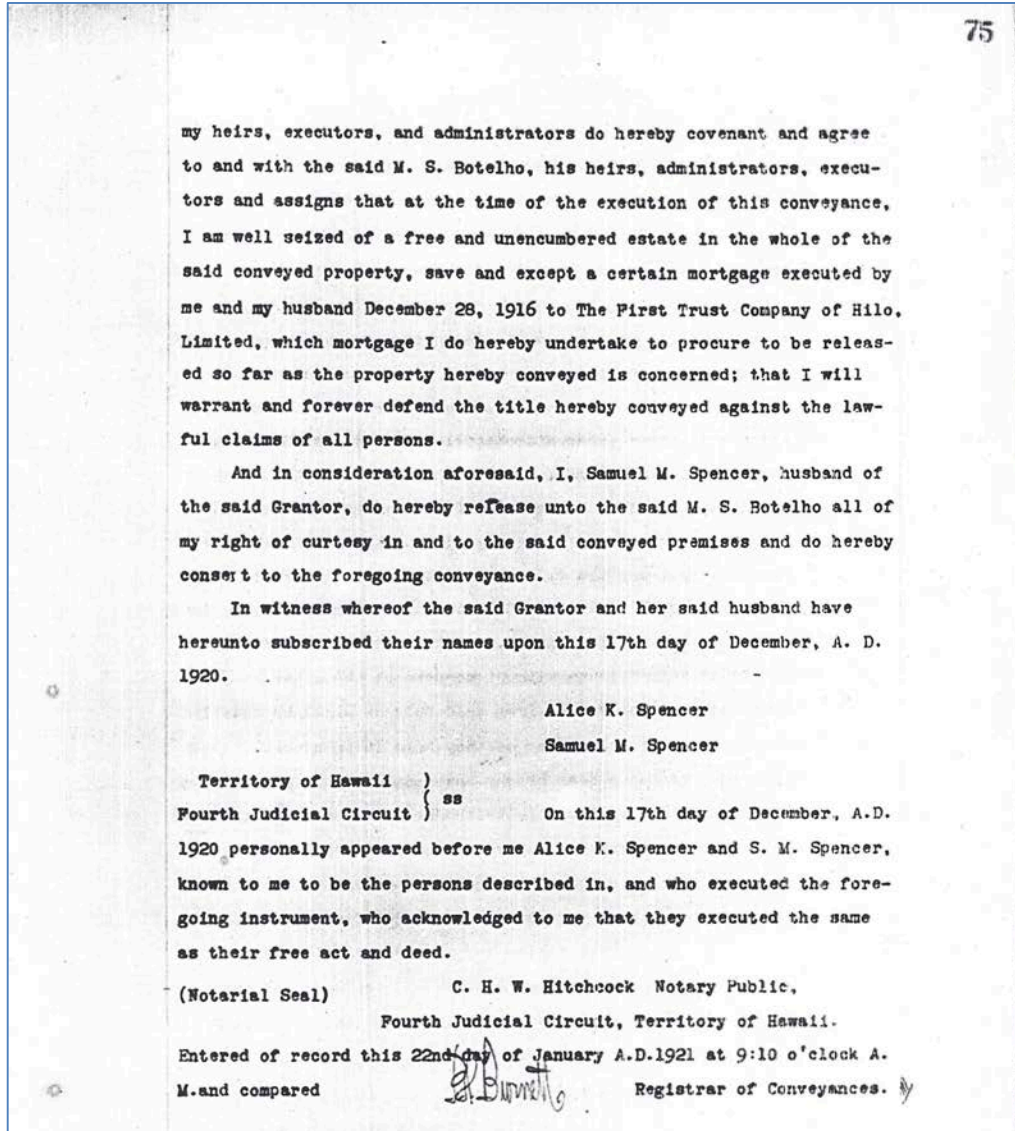 75
my heirs, executors, and administrators do hereby covenant and agree
to and with the said M. S. Botelho, his heirs, administrators, execu-
tors and assigns that at the time of the execution of this conveyance,
I am well seized of a free and unencumbered estate in the whole of the
said conveyed property, save and except a certain mortgage executed by
me and my husband December 28, 1916 to The First Trust Company of Hilo,
Limited, which mortgage I do hereby undertake to procure to be releas-
ed so far as the property hereby conveyed is concerned; that I will
warrant and forever defend the title hereby conveyed against the law-
ful claims of all persons.
And in consideration aforesaid, I, Samuel M. Spencer, husband of
the said Grantor, do hereby release unto the said M. S. Botelho all of
my right of curtesy in and to the said conveyed premises and do hereby
consent to the foregoing conveyance.
In witness whereof the said Grantor and her said husband have
hereunto subscribed their names upon this 17th day of December, A. D.
1920.
Alice K. Spencer
Samuel M. Spencer
Territory of Hawaii )
( ss
Fourth Judicial Circuit ) On this 17th day of December, A.D.
1920 personally appeared before me Alice K. Spencer and S. M. Spencer,
known to me to be the persons described in, and who executed the fore-
going instrument, who acknowledged to me that they executed the same
as their free act and deed.
(Notarial Seal) C. H. W. Hitchcock Notary Public,
Fourth Judicial Circuit, Territory of Hawaii.
Entered of record this 22nd day of January A.D.1921 at 9:10 o'clock A.
M.and compared Registrar of Conveyances.